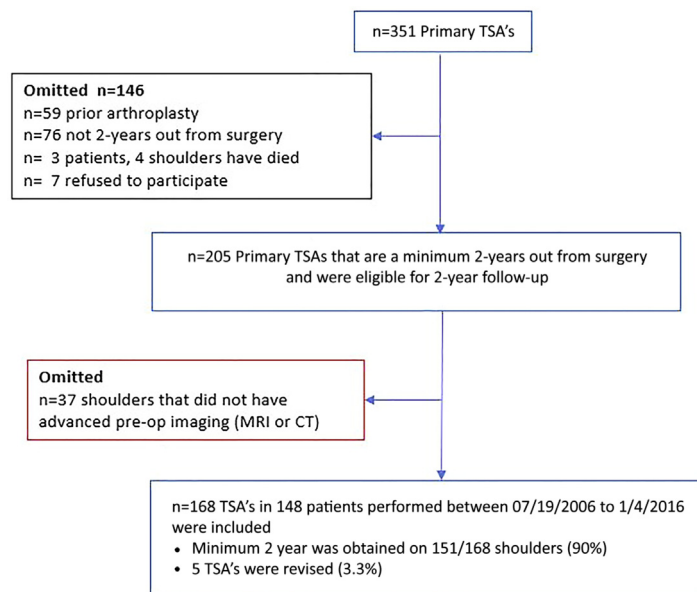 n=351 Primary TSA's
Omitted n=146
n=59 prior arthroplasty
n=76 not 2-years out from surgery
n= 3 patients, 4 shoulders have died
n= 7 refused to participate
n=205 Primary TSAs that are a minimum 2-years out from surgery
and were eligible for 2-year follow-up
Omitted
n=37 shoulders that did not have
advanced pre-op imaging (MRI or CT)
n=168 TSA's in 148 patients performed between 07/19/2006 to 1/4/2016
were included
• Minimum 2 year was obtained on 151/168 shoulders (90%)
• 5 TSA's were revised (3.3%)